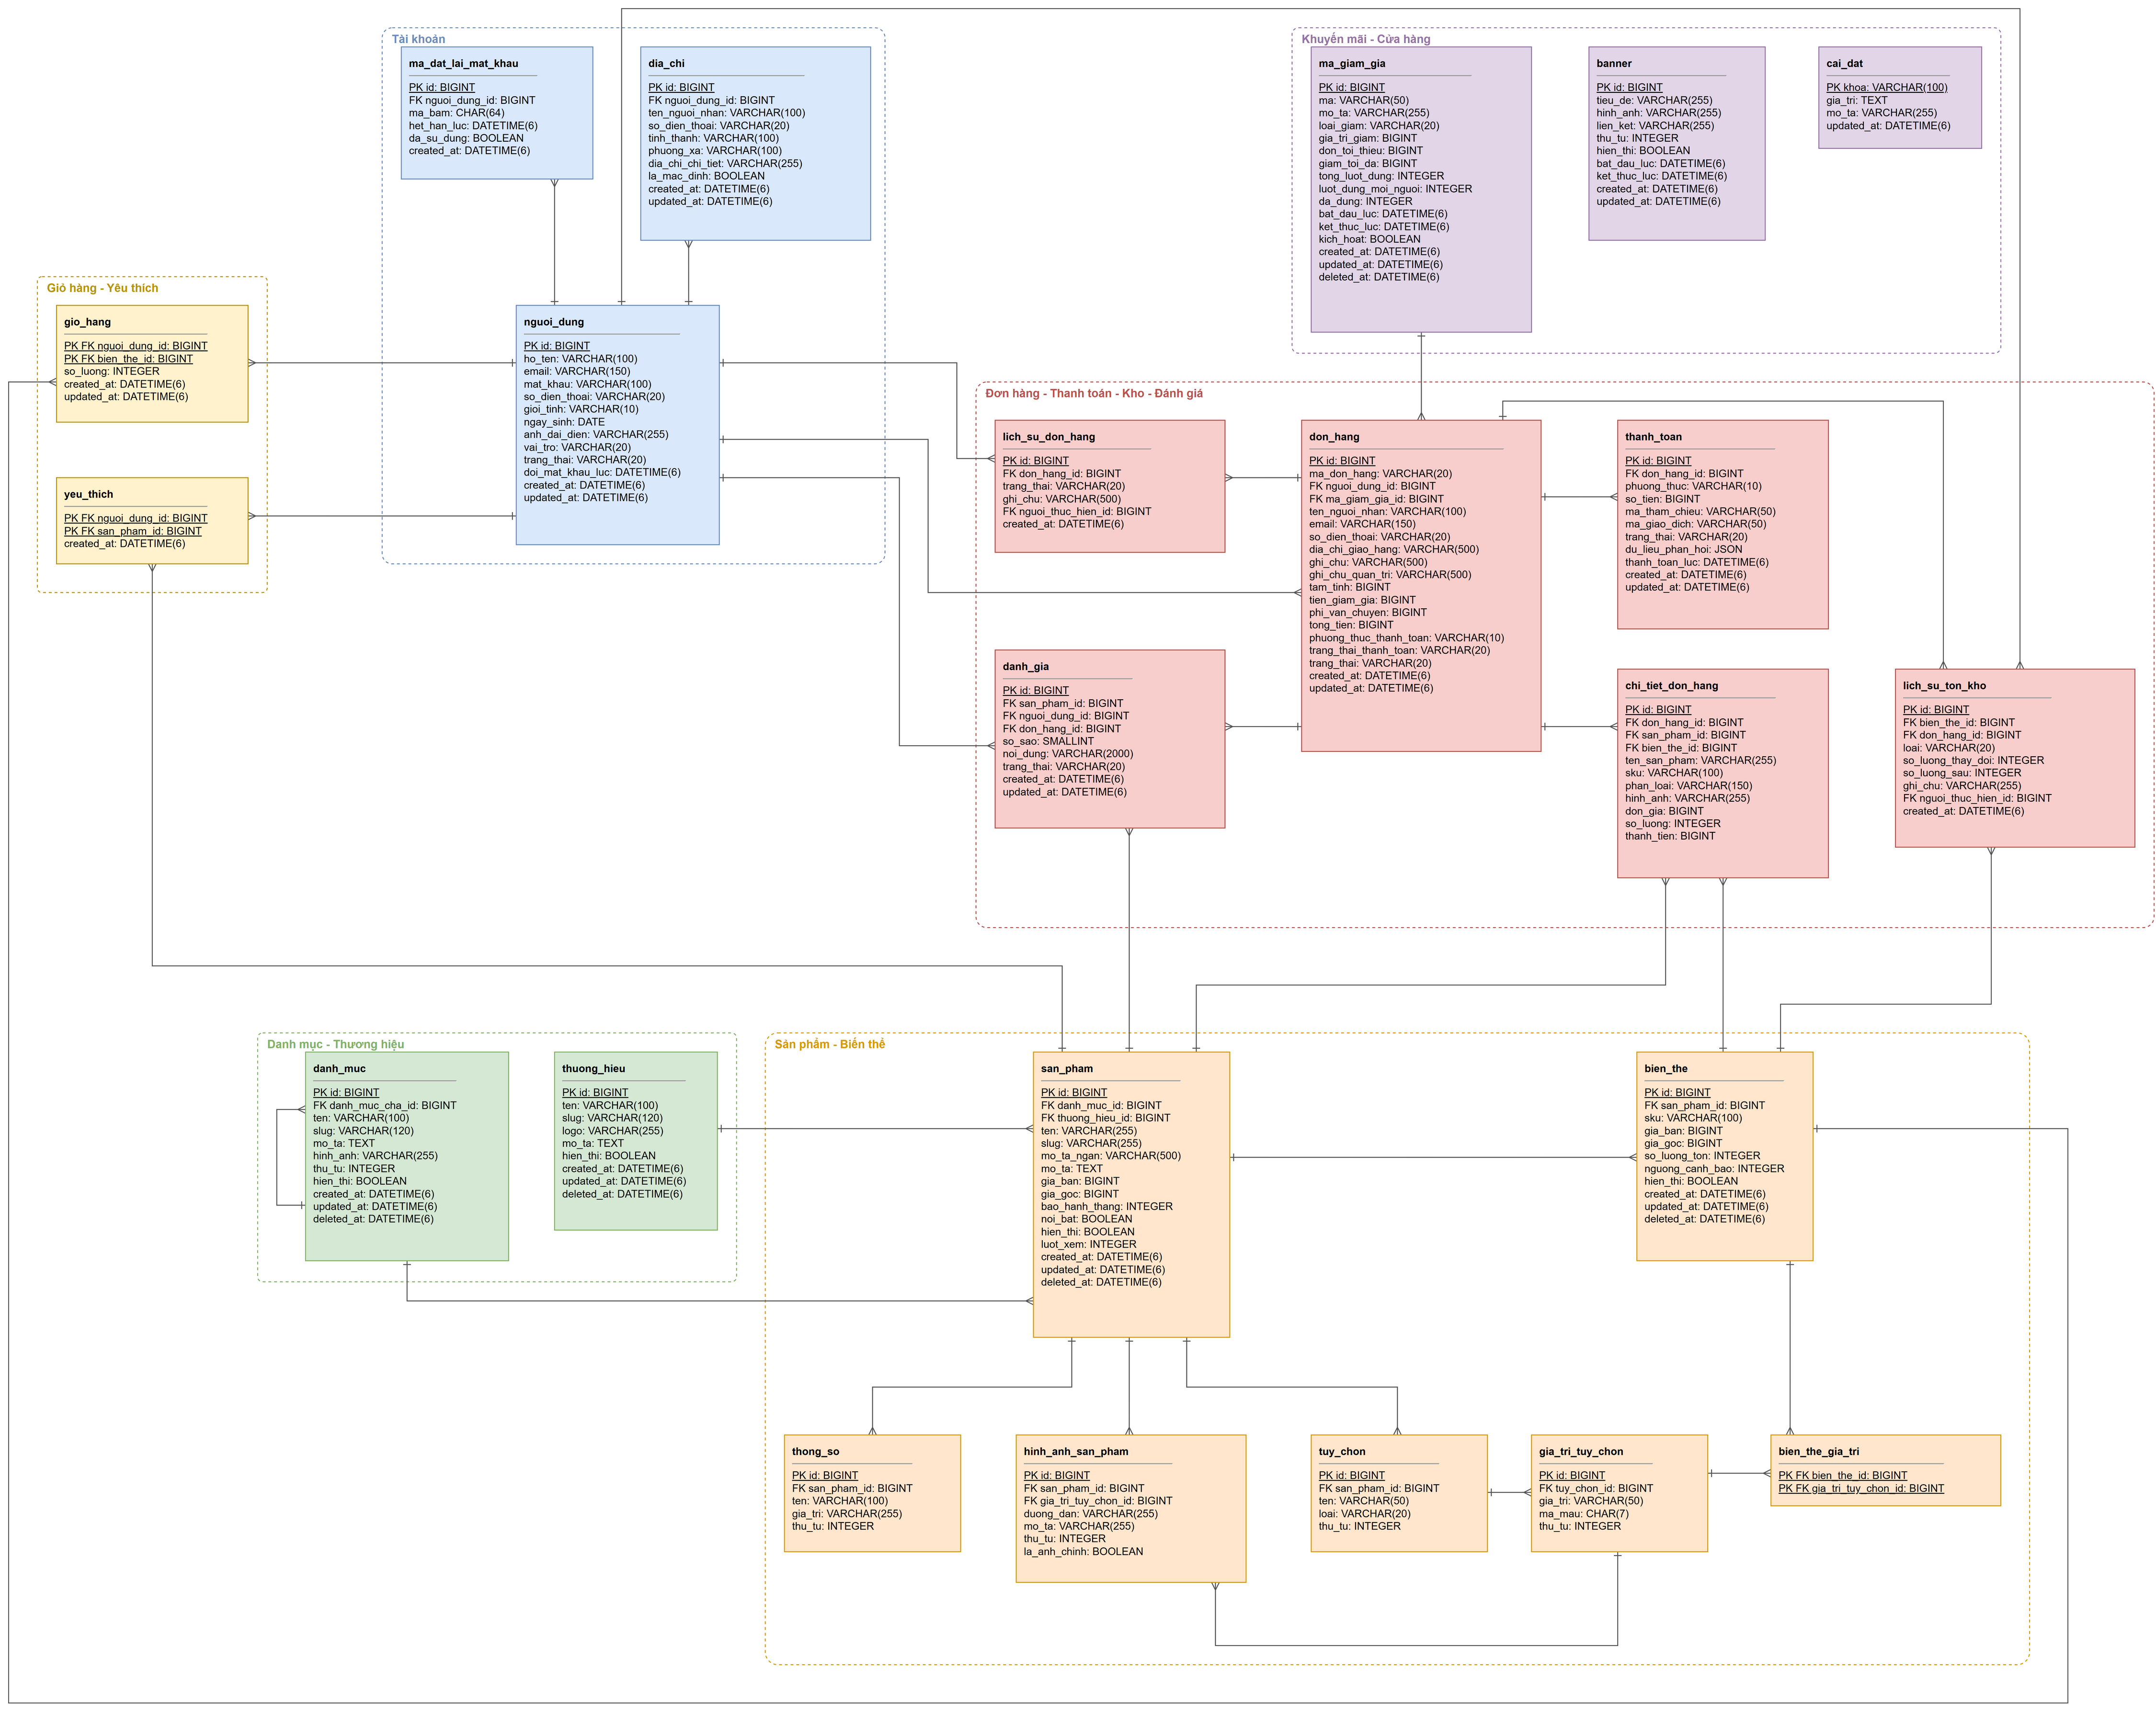 Tài khoản
ma_dat_lai_mat_khau
PK id: BIGINT
FK nguoi_dung_id: BIGINT
ma_bam: CHAR(64)
het_han_luc: DATETIME(6)
da_su_dung: BOOLEAN
created_at: DATETIME(6)
dia_chi
PK id: BIGINT
FK nguoi_dung_id: BIGINT
ten_nguoi_nhan: VARCHAR(100)
so_dien_thoai: VARCHAR(20)
tinh_thanh: VARCHAR(100)
phuong_xa: VARCHAR(100)
dia_chi_chi_tiet: VARCHAR(255)
la_mac_dinh: BOOLEAN
created_at: DATETIME(6)
updated_at: DATETIME(6)
nguoi_dung
PK id: BIGINT
ho_ten: VARCHAR(100)
email: VARCHAR(150)
mat_khau: VARCHAR(100)
so_dien_thoai: VARCHAR(20)
gioi_tinh: VARCHAR(10)
ngay_sinh: DATE
anh_dai_dien: VARCHAR(255)
vai_tro: VARCHAR(20)
trang_thai: VARCHAR(20)
doi_mat_khau_luc: DATETIME(6)
created_at: DATETIME(6)
updated_at: DATETIME(6)
Khuyến mãi - Cửa hàng
ma_giam_gia
PK id: BIGINT
ma: VARCHAR(50)
mo_ta: VARCHAR(255)
loai_giam: VARCHAR(20)
gia_tri_giam: BIGINT
don_toi_thieu: BIGINT
giam_toi_da: BIGINT
tong_luot_dung: INTEGER
luot_dung_moi_nguoi: INTEGER
da_dung: INTEGER
bat_dau_luc: DATETIME(6)
ket_thuc_luc: DATETIME(6)
kich_hoat: BOOLEAN
created_at: DATETIME(6)
updated_at: DATETIME(6)
deleted_at: DATETIME(6)
banner
PK id: BIGINT
tieu_de: VARCHAR(255)
hinh_anh: VARCHAR(255)
lien_ket: VARCHAR(255)
thu_tu: INTEGER
hien_thi: BOOLEAN
bat_dau_luc: DATETIME(6)
ket_thuc_luc: DATETIME(6)
created_at: DATETIME(6)
updated_at: DATETIME(6)
cai_dat
PK khoa: VARCHAR(100)
gia_tri: TEXT
mo_ta: VARCHAR(255)
updated_at: DATETIME(6)
Giỏ hàng - Yêu thích
gio_hang
PK FK nguoi_dung_id: BIGINT
PK FK bien_the_id: BIGINT
so_luong: INTEGER
created_at: DATETIME(6)
updated_at: DATETIME(6)
yeu_thich
PK FK nguoi_dung_id: BIGINT
PK FK san_pham_id: BIGINT
created_at: DATETIME(6)
Đơn hàng - Thanh toán - Kho - Đánh giá
lich_su_don_hang
PK id: BIGINT
FK don_hang_id: BIGINT
trang_thai: VARCHAR(20)
ghi_chu: VARCHAR(500)
FK nguoi_thuc_hien_id: BIGINT
created_at: DATETIME(6)
don_hang
PK id: BIGINT
ma_don_hang: VARCHAR(20)
FK nguoi_dung_id: BIGINT
FK ma_giam_gia_id: BIGINT
ten_nguoi_nhan: VARCHAR(100)
email: VARCHAR(150)
so_dien_thoai: VARCHAR(20)
dia_chi_giao_hang: VARCHAR(500)
ghi_chu: VARCHAR(500)
ghi_chu_quan_tri: VARCHAR(500)
tam_tinh: BIGINT
tien_giam_gia: BIGINT
phi_van_chuyen: BIGINT
tong_tien: BIGINT
phuong_thuc_thanh_toan: VARCHAR(10)
trang_thai_thanh_toan: VARCHAR(20)
trang_thai: VARCHAR(20)
created_at: DATETIME(6)
updated_at: DATETIME(6)
thanh_toan
PK id: BIGINT
FK don_hang_id: BIGINT
phuong_thuc: VARCHAR(10)
so_tien: BIGINT
ma_tham_chieu: VARCHAR(50)
ma_giao_dich: VARCHAR(50)
trang_thai: VARCHAR(20)
du_lieu_phan_hoi: JSON
thanh_toan_luc: DATETIME(6)
created_at: DATETIME(6)
updated_at: DATETIME(6)
danh_gia
PK id: BIGINT
FK san_pham_id: BIGINT
FK nguoi_dung_id: BIGINT
FK don_hang_id: BIGINT
so_sao: SMALLINT
noi_dung: VARCHAR(2000)
trang_thai: VARCHAR(20)
created_at: DATETIME(6)
updated_at: DATETIME(6)
chi_tiet_don_hang
PK id: BIGINT
FK don_hang_id: BIGINT
FK san_pham_id: BIGINT
FK bien_the_id: BIGINT
ten_san_pham: VARCHAR(255)
sku: VARCHAR(100)
phan_loai: VARCHAR(150)
hinh_anh: VARCHAR(255)
don_gia: BIGINT
so_luong: INTEGER
thanh_tien: BIGINT
lich_su_ton_kho
PK id: BIGINT
FK bien_the_id: BIGINT
FK don_hang_id: BIGINT
loai: VARCHAR(20)
so_luong_thay_doi: INTEGER
so_luong_sau: INTEGER
ghi_chu: VARCHAR(255)
FK nguoi_thuc_hien_id: BIGINT
created_at: DATETIME(6)
Danh mục - Thương hiệu
danh_muc
PK id: BIGINT
FK danh_muc_cha_id: BIGINT
ten: VARCHAR(100)
slug: VARCHAR(120)
mo_ta: TEXT
hinh_anh: VARCHAR(255)
thu_tu: INTEGER
hien_thi: BOOLEAN
created_at: DATETIME(6)
updated_at: DATETIME(6)
deleted_at: DATETIME(6)
thuong_hieu
PK id: BIGINT
ten: VARCHAR(100)
slug: VARCHAR(120)
logo: VARCHAR(255)
mo_ta: TEXT
hien_thi: BOOLEAN
created_at: DATETIME(6)
updated_at: DATETIME(6)
deleted_at: DATETIME(6)
Sản phẩm - Biến thể
san_pham
PK id: BIGINT
FK danh_muc_id: BIGINT
FK thuong_hieu_id: BIGINT
ten: VARCHAR(255)
slug: VARCHAR(255)
mo_ta_ngan: VARCHAR(500)
mo_ta: TEXT
gia_ban: BIGINT
gia_goc: BIGINT
bao_hanh_thang: INTEGER
noi_bat: BOOLEAN
hien_thi: BOOLEAN
luot_xem: INTEGER
created_at: DATETIME(6)
updated_at: DATETIME(6)
deleted_at: DATETIME(6)
bien_the
PK id: BIGINT
FK san_pham_id: BIGINT
sku: VARCHAR(100)
gia_ban: BIGINT
gia_goc: BIGINT
so_luong_ton: INTEGER
nguong_canh_bao: INTEGER
hien_thi: BOOLEAN
created_at: DATETIME(6)
updated_at: DATETIME(6)
deleted_at: DATETIME(6)
thong_so
PK id: BIGINT
FK san_pham_id: BIGINT
ten: VARCHAR(100)
gia_tri: VARCHAR(255)
thu_tu: INTEGER
hinh_anh_san_pham
PK id: BIGINT
FK san_pham_id: BIGINT
FK gia_tri_tuy_chon_id: BIGINT
duong_dan: VARCHAR(255)
mo_ta: VARCHAR(255)
thu_tu: INTEGER
la_anh_chinh: BOOLEAN
tuy_chon
PK id: BIGINT
FK san_pham_id: BIGINT
ten: VARCHAR(50)
loai: VARCHAR(20)
thu_tu: INTEGER
gia_tri_tuy_chon
PK id: BIGINT
FK tuy_chon_id: BIGINT
gia_tri: VARCHAR(50)
ma_mau: CHAR(7)
thu_tu: INTEGER
bien_the_gia_tri
PK FK bien_the_id: BIGINT
PK FK gia_tri_tuy_chon_id: BIGINT